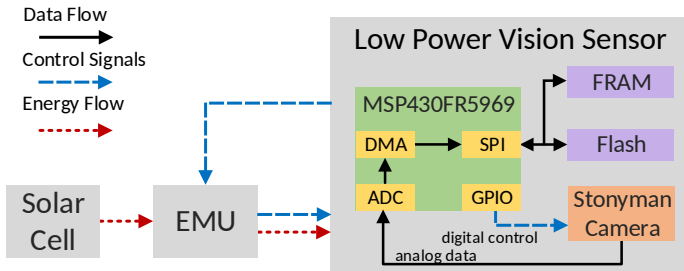 Data Flow
Control Signals
Energy Flow
Low Power Vision Sensor
MSP430FR5969
FRAM
DMA
SPI
Flash
ADC
GPIO
Solar
Cell
EMU
Stonyman
Camera
digital control
analog data